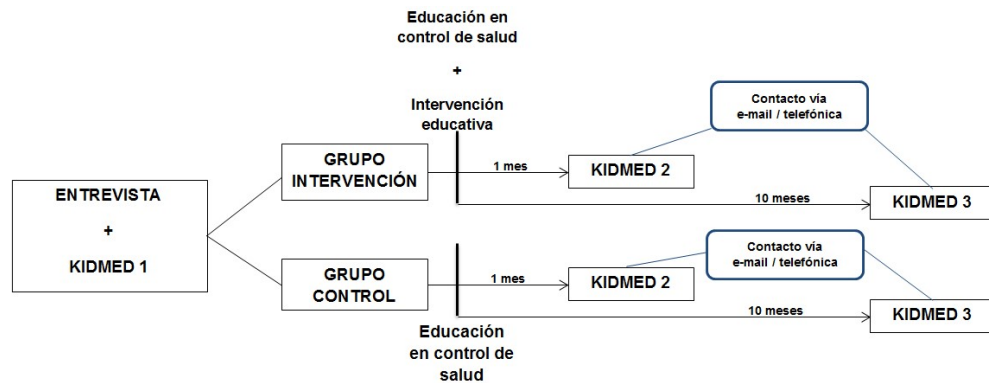 Educación en
control de salud
+
Intervención
educativa
Contacto vía
e-mail / telefónica
GRUPO
INTERVENCIÓN
1 mes
KIDMED 2
10 meses
KIDMED 3
ENTREVISTA
+
KIDMED 1
Contacto vía
e-mail / telefónica
GRUPO
CONTROL
1 mes
KIDMED 2
10 meses
KIDMED 3
Educación
en control de
salud